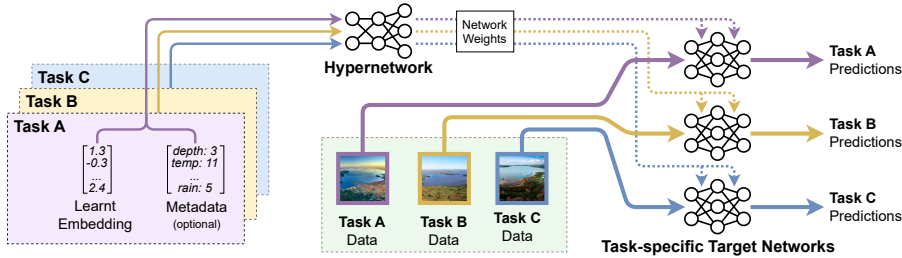 Task C
Task B
Task A
1.3
-0.3
...
2.4
Learnt
Embedding
depth: 3
temp: 11
...
rain: 5
Metadata
(optional)
Hypernetwork
Network
Weights
Task A
Data
Task B
Data
Task C
Data
Task A
Predictions
Task B
Predictions
Task C
Predictions
Task-specific Target Networks